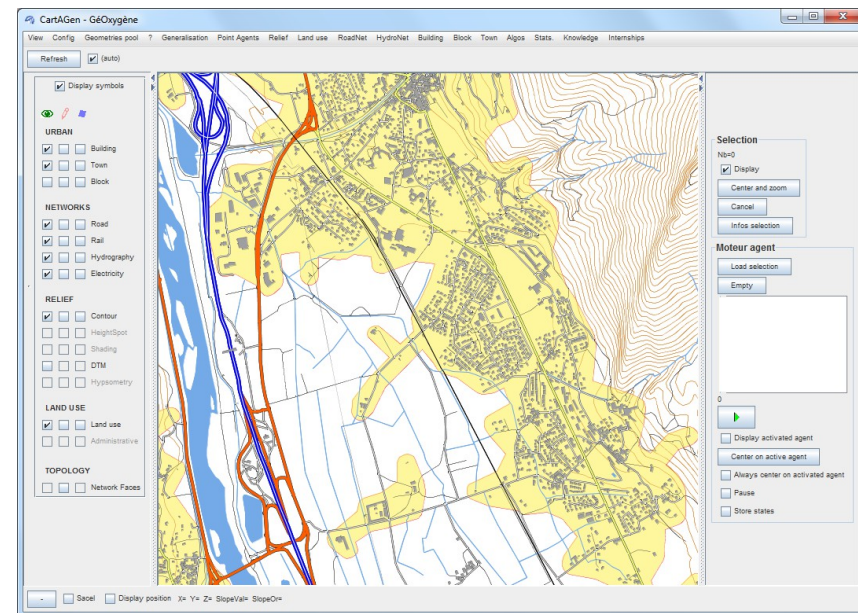 CartAGen - GéOxygène
View Config Geometries pool ? Generalisation Point Agents Relief Land use RoadNet HydroNet Building Block Town Algos Stats. Knowledge Internships
Refresh (auto)
Display symbols
URBAN
Building
Town
Block
NETWORKS
Road
Rail
Hydrography
Electricity
RELIEF
Contour
HeightSpot
Shading
DTM
Hypsometry
LAND USE
Land use
Administrative
TOPOLOGY
Network Faces
Selection
Nb=0
Display
Center and zoom
Cancel
Infos selection
Moteur agent
Load selection
Empty
0
Display activated agent
Center on active agent
Always center on activated agent
Pause
Store states
- Sacel Display position X= Y= Z= SlopeVal= SlopeOr=